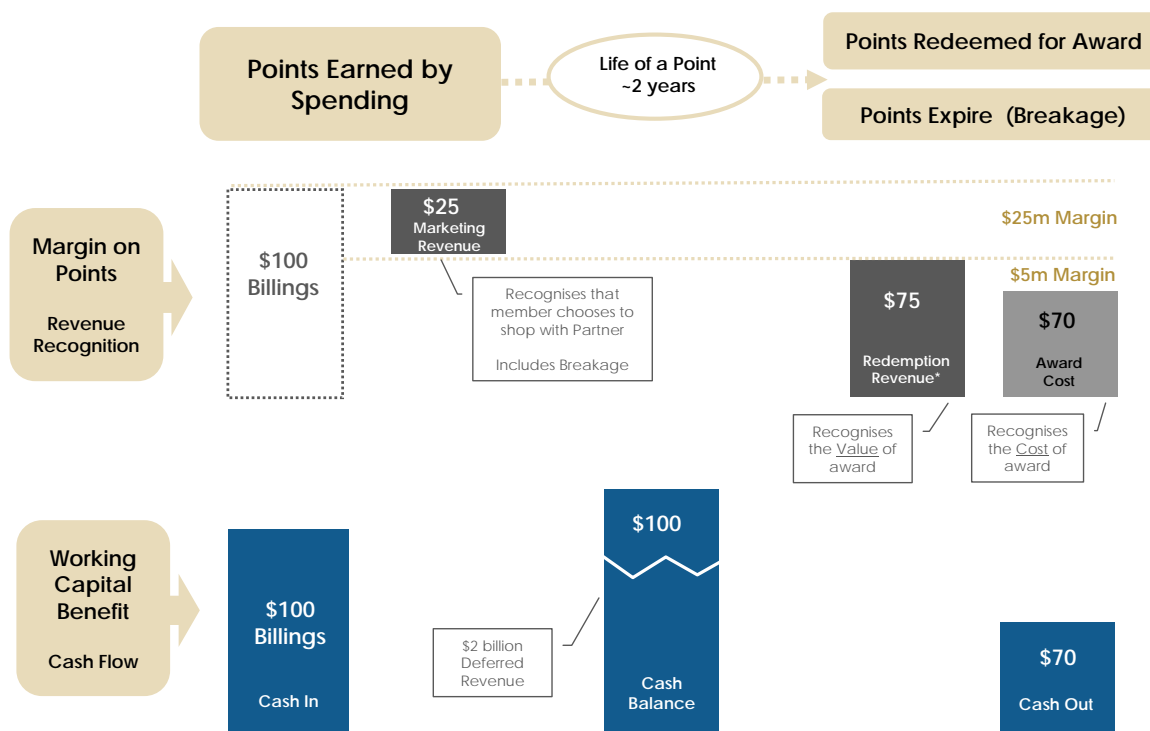 Points Earned by
Spending
Life of a Point
~2 years
Points Redeemed for Award
Points Expire (Breakage)
Margin on
Points
Revenue
Recognition
$100
Billings
$25
Marketing
Revenue
Recognises that
member chooses to
shop with Partner
Includes Breakage
$25m Margin
$5m Margin
$75
Redemption
Revenue*
$70
Award
Cost
Recognises
the Value of
award
Recognises
the Cost of
award
Working
Capital
Benefit
Cash Flow
$100
Billings
Cash In
$2 billion
Deferred
Revenue
$100
Cash
Balance
$70
Cash Out